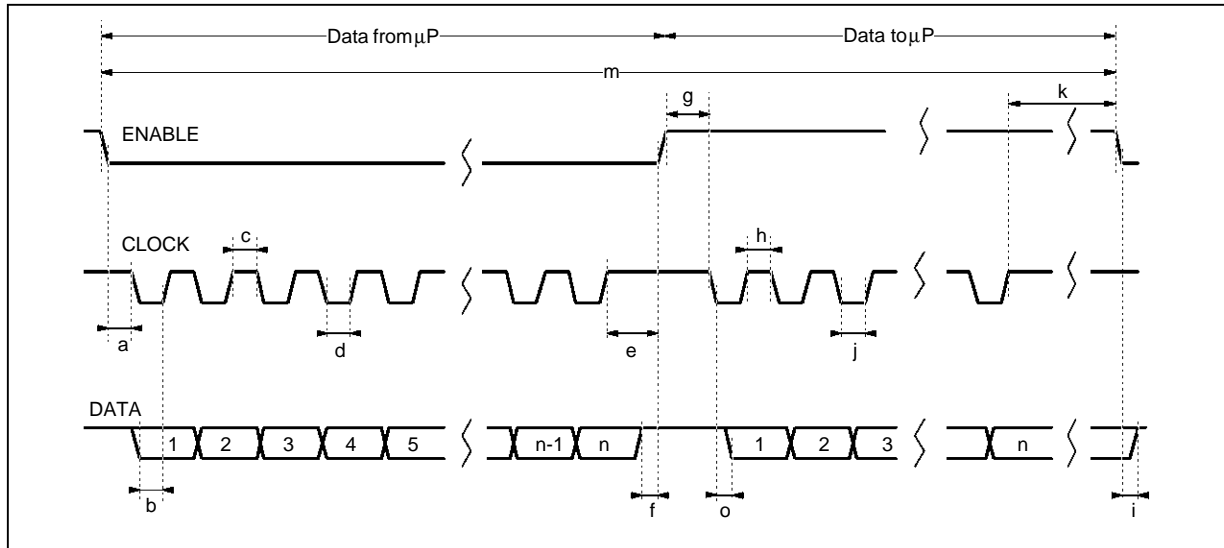 Data from µP
Data to µP
m
g
k
ENABLE
CLOCK
c
h
a
d
e
j
DATA
1
2
3
4
5
n-1
n
1
2
3
n
b
f
o
i